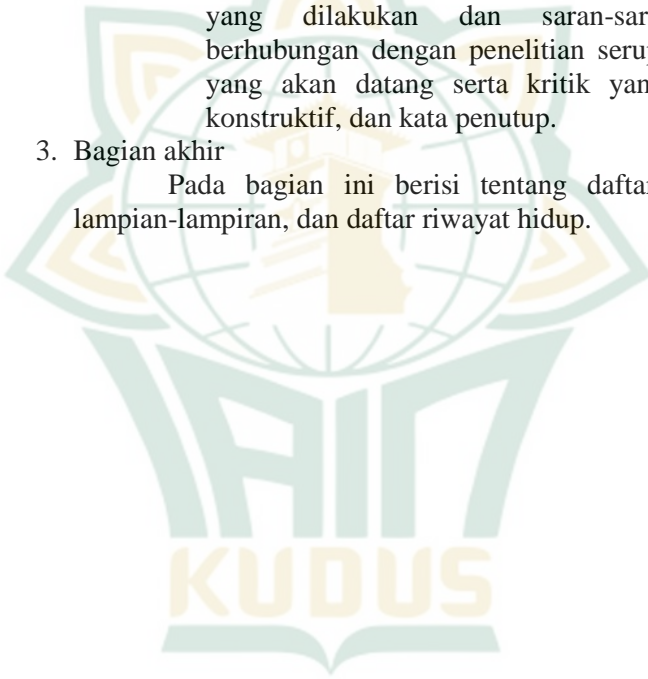 yang dilakukan dan saran-sar
berhubungan dengan penelitian seru
yang akan datang serta kritik yan
konstruktif, dan kata penutup.
3. Bagian akhir
Pada bagian ini berisi tentang daftar
lampian-lampiran, dan daftar riwayat hidup.
IAIN
KUDUS